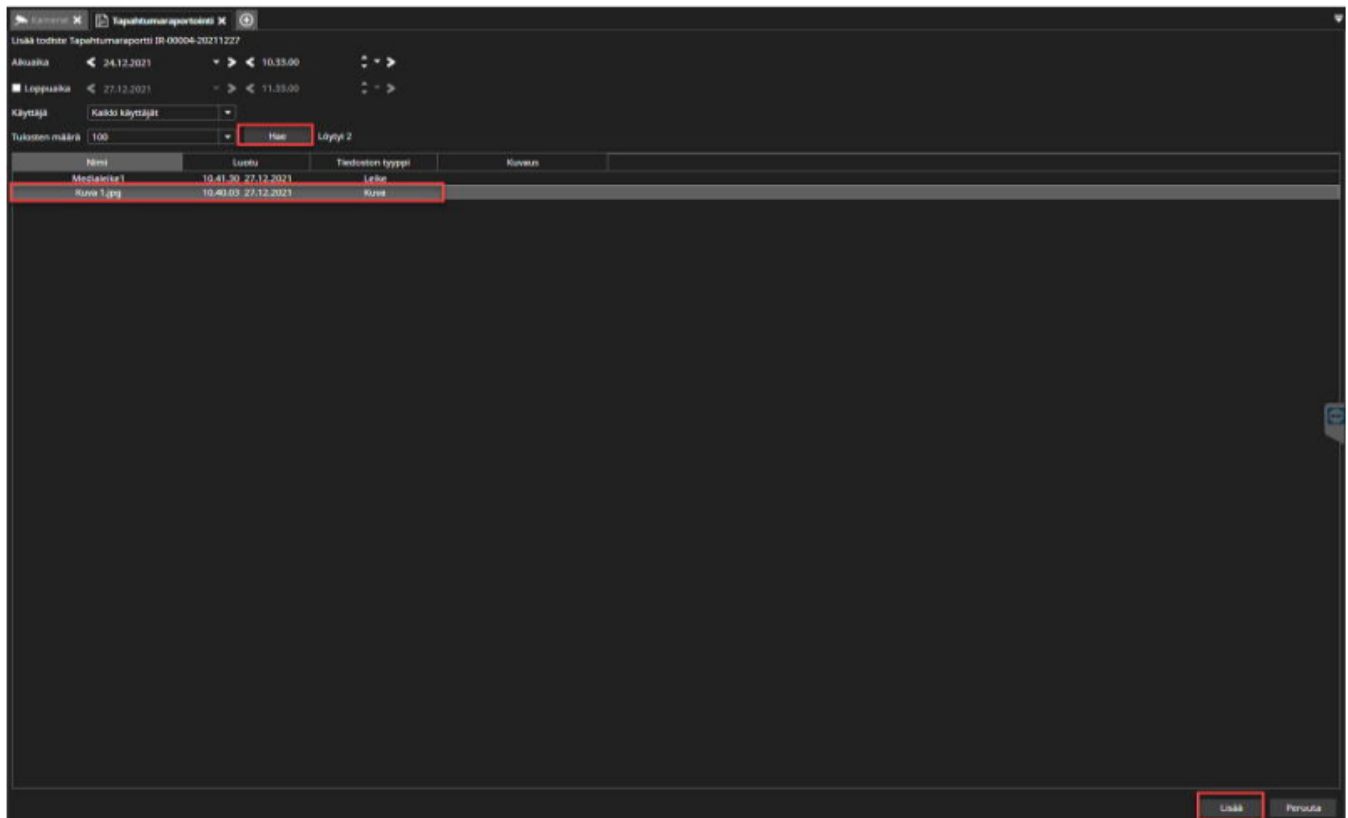 Kamerat Tapahtumaraportointi
Lisää todiste Tapahtumaraportti IR-00004-20211227
Alkuaika 24.12.2021 10.33.00
Loppuaika 27.12.2021 11.33.00
Käyttäjä Kaikki käyttäjät
Tulosten määrä 100 Hae Löytyi 2
Nimi Luotu Tiedoston tyyppi Kuvaus
Medialeike1 10.41.30 27.12.2021 Leike
Kuva 1.jpg 10.40.03 27.12.2021 Kuva
Lisää Peruuta